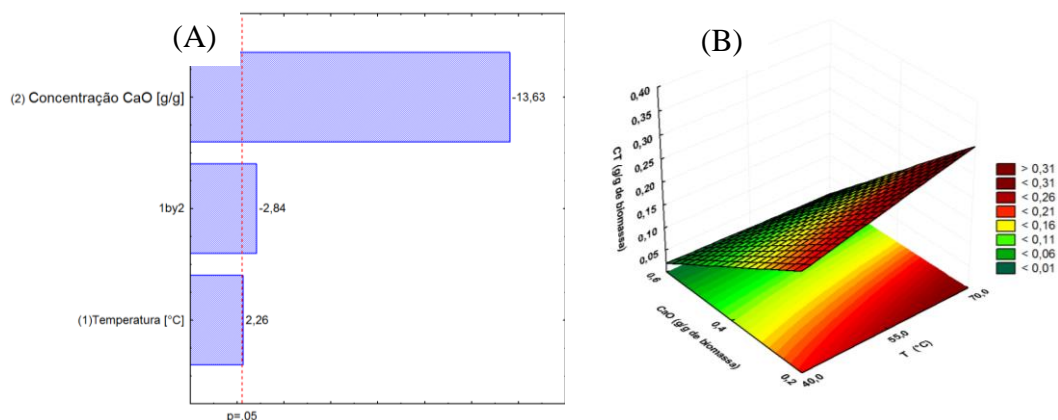 (A)
(2) Concentração CaO [g/g]
-13,63
1by2
-2,84
(1)Temperatura [°C]
2,26
p=,05
(B)
0,40
0,35
0,30
0,25
0,20
0,15
0,10
0,05
CT (g/g de biomassa)
0,6
0,4
0,2
CaO (g/g de biomassa)
40,0
55,0
70,0
T (°C)
> 0,31
< 0,31
< 0,26
< 0,21
< 0,16
< 0,11
< 0,06
< 0,01